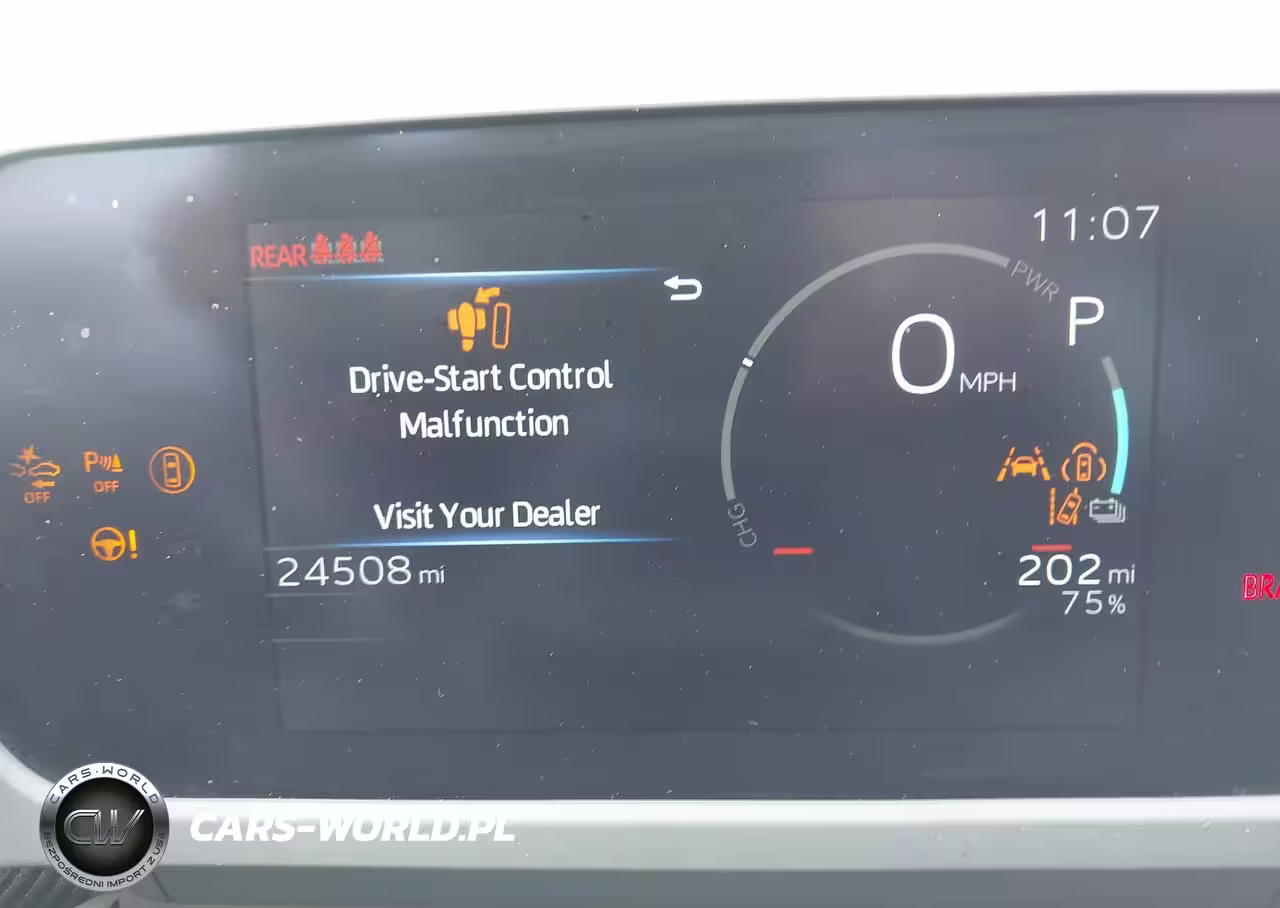 11:07
REAR
PWR
P
0 MPH
Drive-Start Control
Malfunction
P
OFF
OFF
Visit Your Dealer
CHG
24508 mi
202 mi
75%
BRA
CARS-WORLD
CW
BEZPOŚREDNI IMPORT Z USA
CARS-WORLD.PL